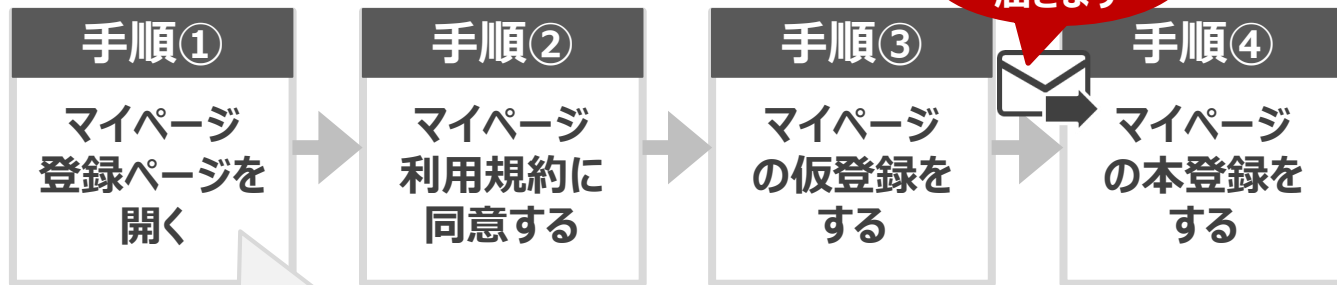 手順①
マイページ
登録ページを
開く
手順②
マイページ
利用規約に
同意する
手順③
マイページ
の仮登録を
する
手順④
マイページ
の本登録を
する